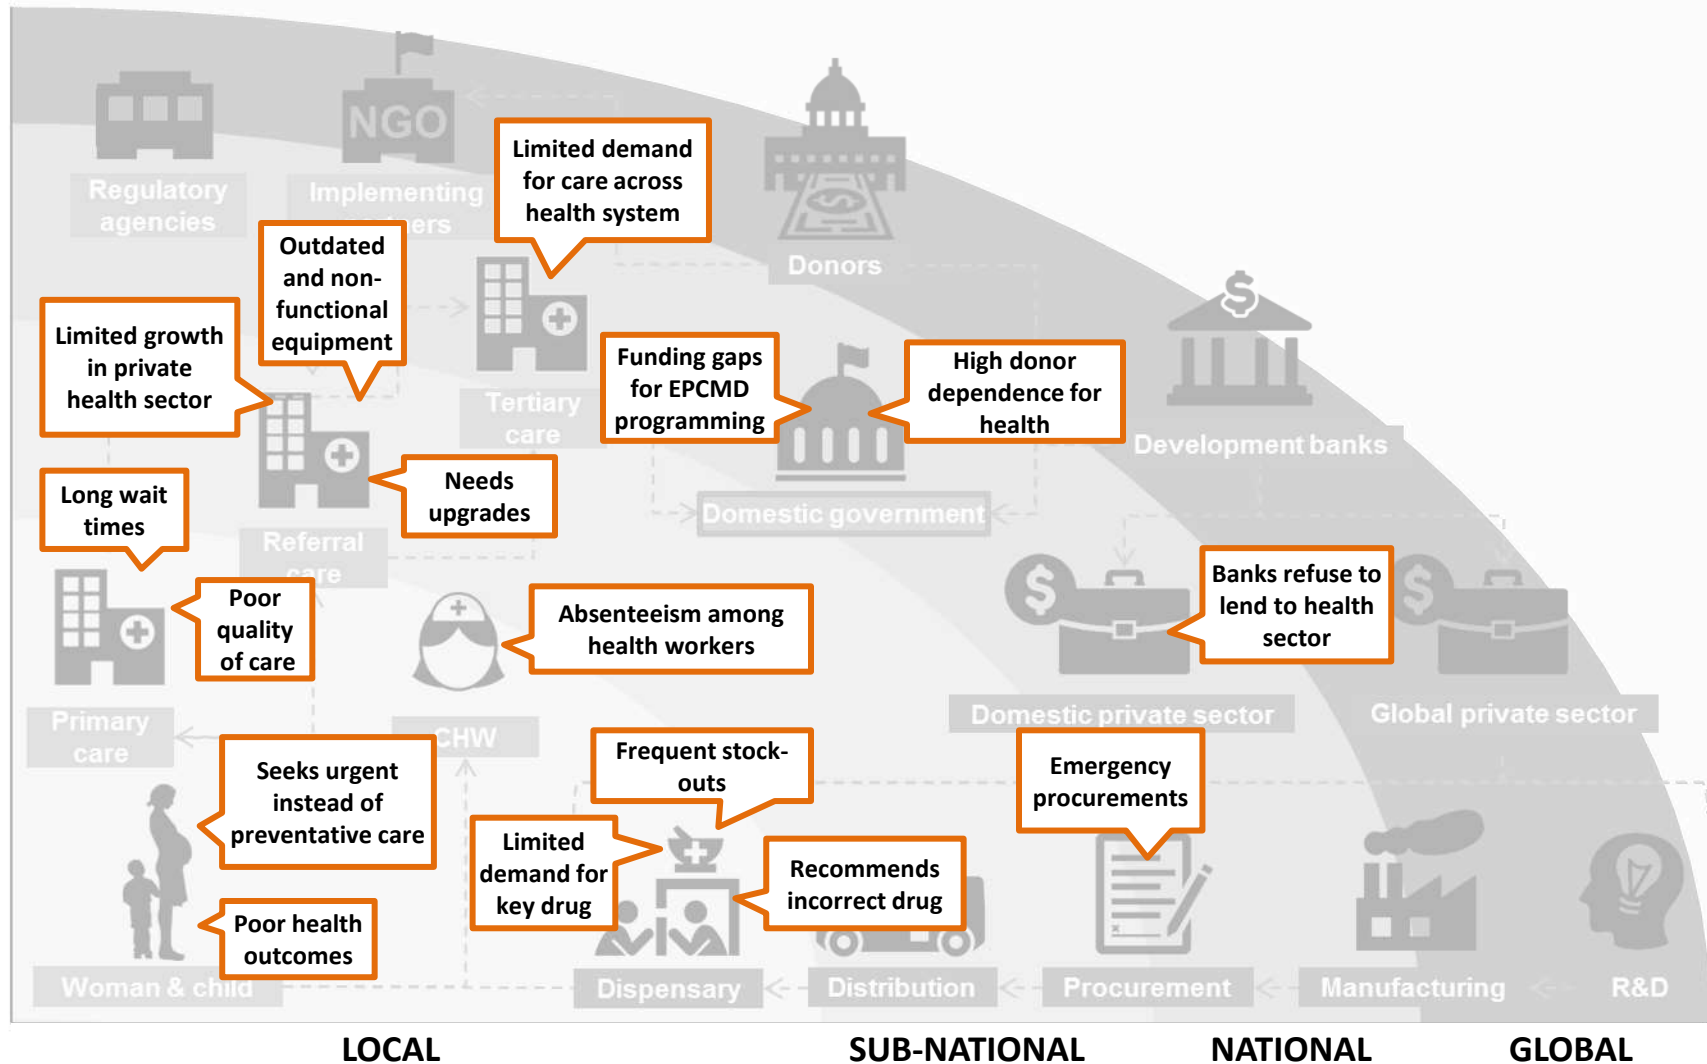 NGO
Regulatory
agencies
Implementing
partners
Limited demand
for care across
health system
Donors
Outdated
and non-
functional
equipment
Limited growth
in private
health sector
Tertiary
care
Funding gaps
for EPCMD
programming
High donor
dependence for
health
$
Development banks
Long wait
times
Needs
upgrades
Referral
care
Domestic government
Poor
quality
of care
Absenteeism among
health workers
$
Banks refuse to
lend to health
sector
$
Primary
care
CHW
Domestic private sector
Global private sector
Seeks urgent
instead of
preventative care
Frequent stock-
outs
Emergency
procurements
Limited
demand for
key drug
Recommends
incorrect drug
Poor health
outcomes
Woman & child
Dispensary
Distribution
Procurement
Manufacturing
R&D
LOCAL
SUB-NATIONAL
NATIONAL
GLOBAL